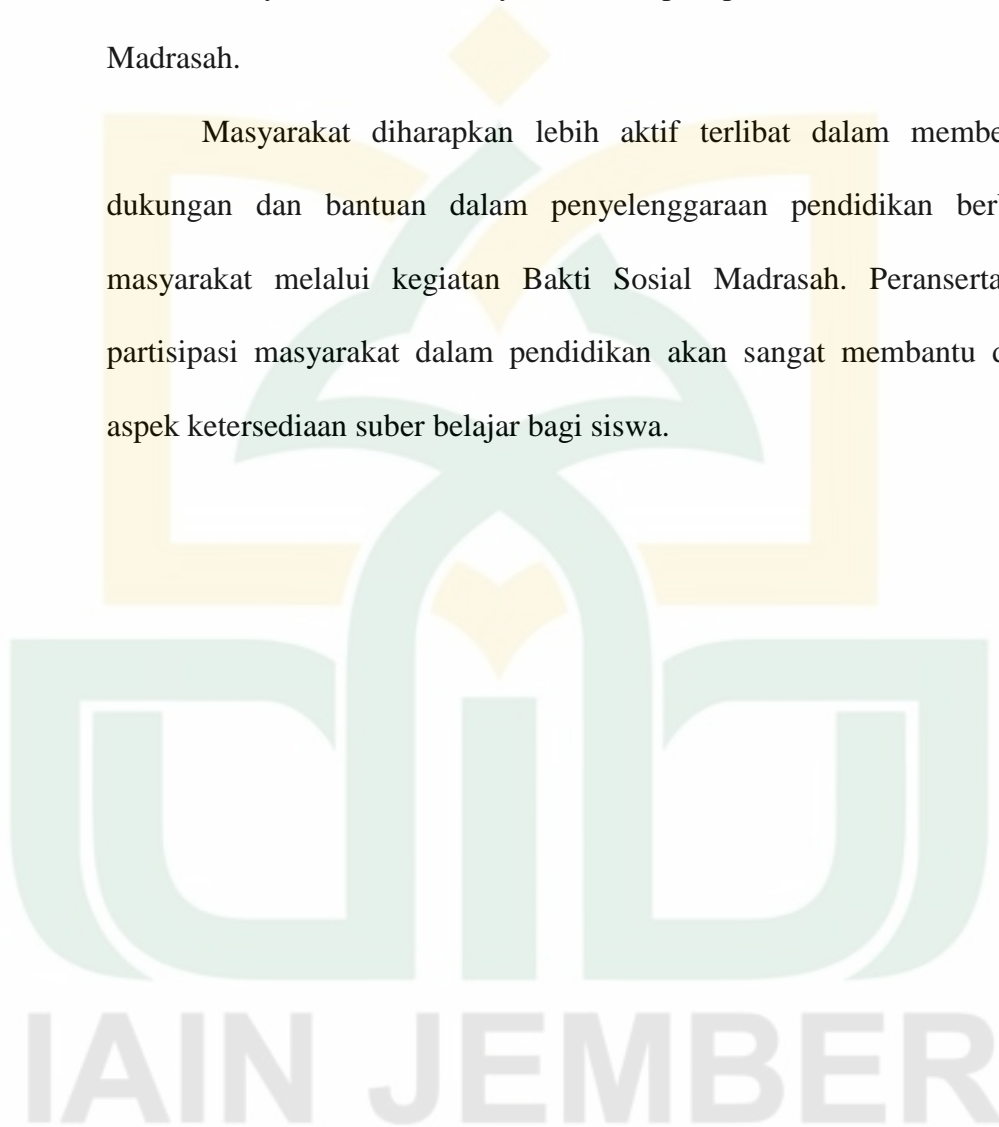 Madrasah.
Masyarakat diharapkan lebih aktif terlibat dalam
dukungan dan bantuan dalam penyelenggaraan pendidikan
masyarakat melalui kegiatan Bakti Sosial Madrasah. Peranserta
partisipasi masyarakat dalam pendidikan akan sangat membantu
aspek ketersediaan suber belajar bagi siswa.
IAIN JEMBER